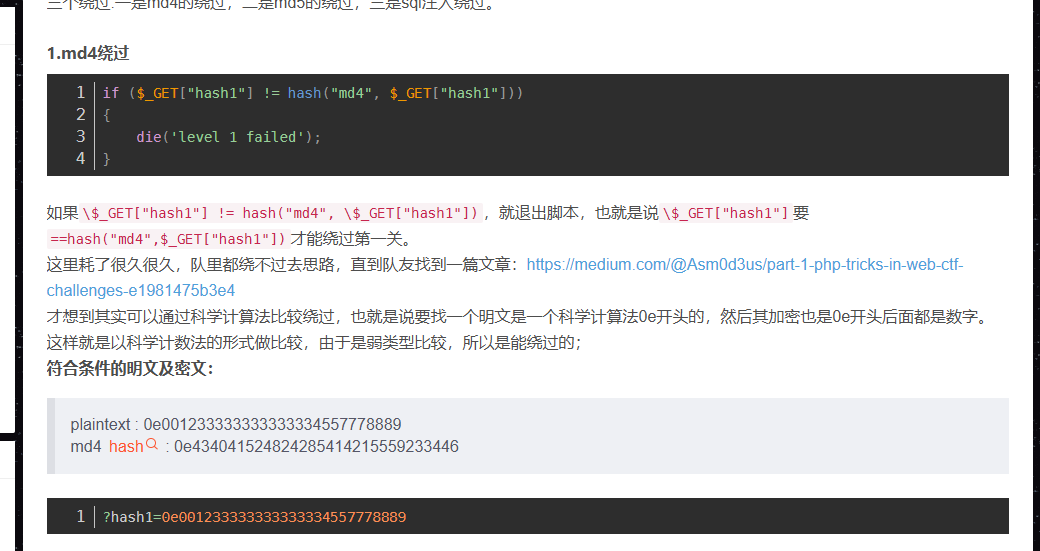 三个绕过:一是md4的绕过，二是md5的绕过，三是sql注入绕过。
1.md4绕过
1 if ($_GET["hash1"] != hash("md4", $_GET["hash1"]))
2 {
3     die('level 1 failed');
4 }
如果\$_GET["hash1"] != hash("md4", \$_GET["hash1"])，就退出脚本，也就是说\$_GET["hash1"]要
==hash("md4",$_GET["hash1"])才能绕过第一关。
这里耗了很久很久，队里都绕不过去思路，直到队友找到一篇文章：https://medium.com/@Asm0d3us/part-1-php-tricks-in-web-ctf-
challenges-e1981475b3e4
才想到其实可以通过科学计算法比较绕过，也就是说要找一个明文是一个科学计算法0e开头的，然后其加密也是0e开头后面都是数字。
这样就是以科学计数法的形式做比较，由于是弱类型比较，所以是能绕过的；
符合条件的明文及密文：
plaintext : 0e001233333333333334557778889
md4 hash : 0e434041524824285414215559233446
1 ?hash1=0e001233333333333334557778889